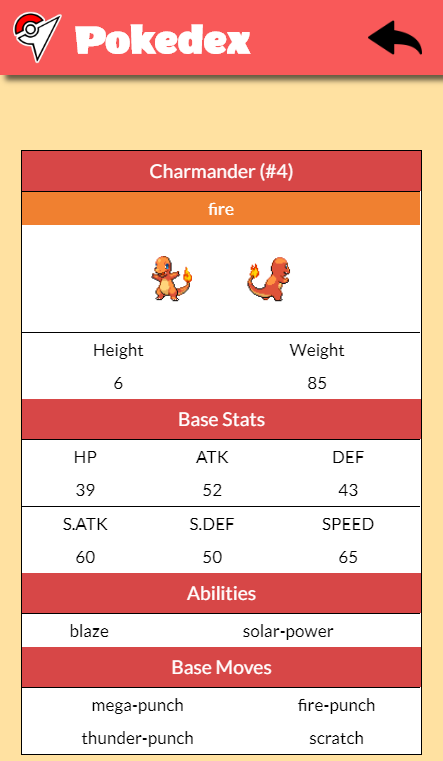 Pokedex
Charmander (#4)
fire
Height Weight
6 85
Base Stats
HP ATK DEF
39 52 43
S.ATK S.DEF SPEED
60 50 65
Abilities
blaze solar-power
Base Moves
mega-punch fire-punch
thunder-punch scratch